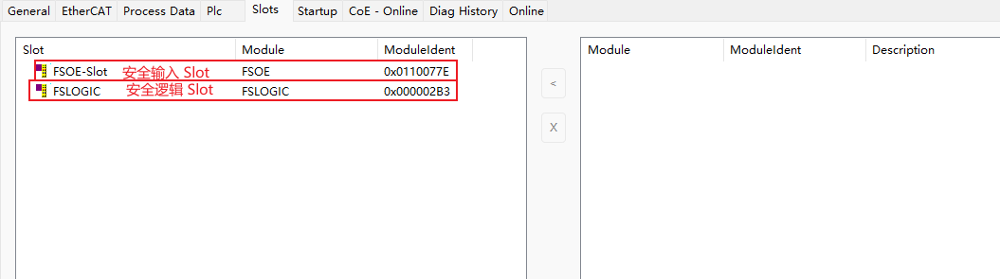 General EtherCAT Process Data Plc Slots Startup CoE - Online Diag History Online
Slot Module ModuleIdent Module ModuleIdent Description
FSOE-Slot 安全输入 Slot FSOE 0x0110077E
FSLOGIC 安全逻辑 Slot FSLOGIC 0x000002B3
<
X